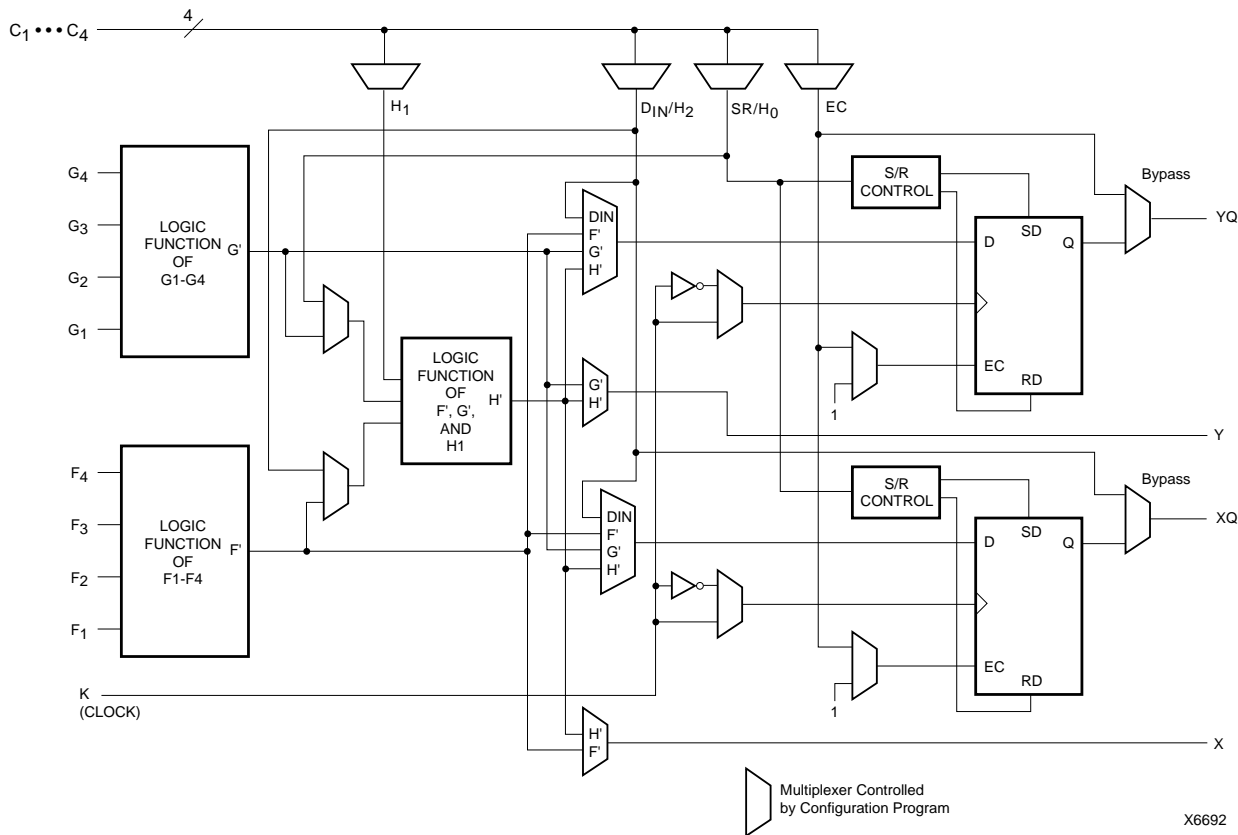 C1 ••• C4
4
H1
DIN/H2
SR/H0
EC
G4
G3
G2
G1
LOGIC
FUNCTION
OF
G1-G4
G'
DIN
F'
G'
H'
S/R
CONTROL
D
SD
Q
EC
RD
1
Bypass
YQ
LOGIC
FUNCTION
OF
F', G',
AND
H1
H'
G'
H'
Y
F4
F3
F2
F1
LOGIC
FUNCTION
OF
F1-F4
F'
DIN
F'
G'
H'
S/R
CONTROL
D
SD
Q
EC
RD
1
Bypass
XQ
K
(CLOCK)
H'
F'
X
Multiplexer Controlled
by Configuration Program
X6692